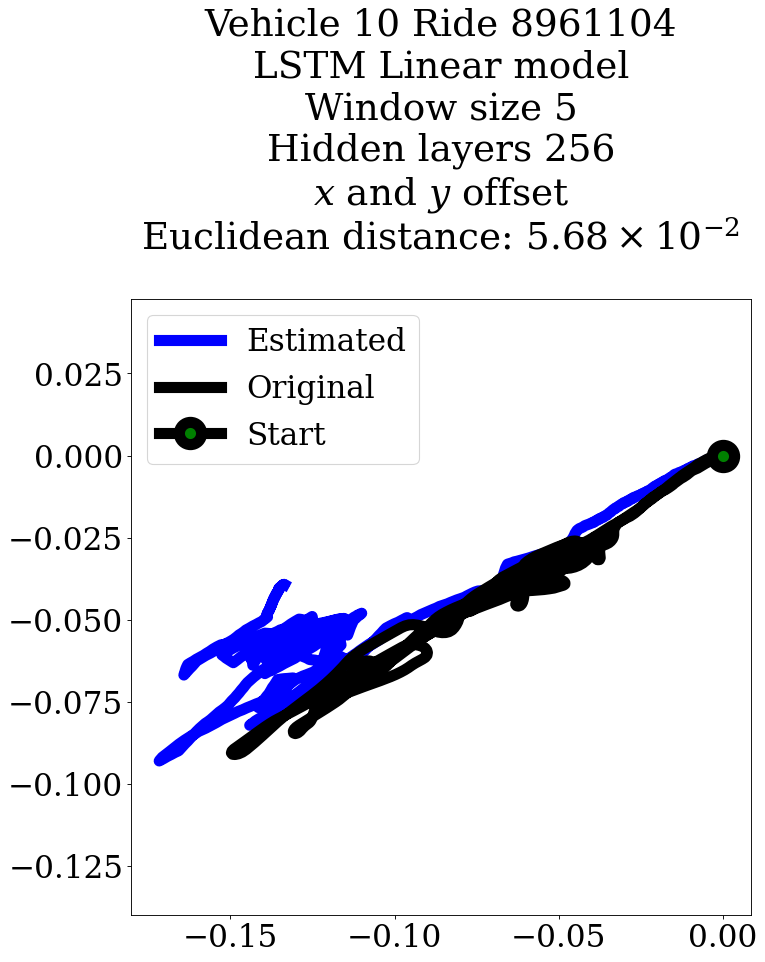 Vehicle 10 Ride 8961104
LSTM Linear model
Window size 5
Hidden layers 256
x and y offset
Euclidean distance: 5.68 × 10⁻²
Estimated
Original
Start
0.025
0.000
−0.025
−0.050
−0.075
−0.100
−0.125
−0.15 −0.10 −0.05 0.00